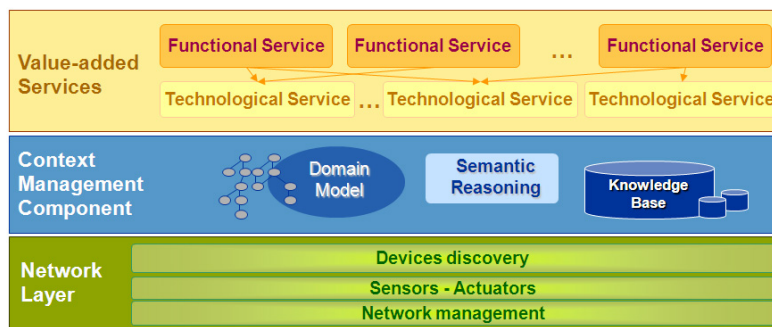 Value-added
Services
Functional Service
Functional Service
...
Functional Service
Technological Service
...
Technological Service
Technological Service
Context
Management
Component
Domain
Model
Semantic
Reasoning
Knowledge
Base
Network
Layer
Devices discovery
Sensors - Actuators
Network management